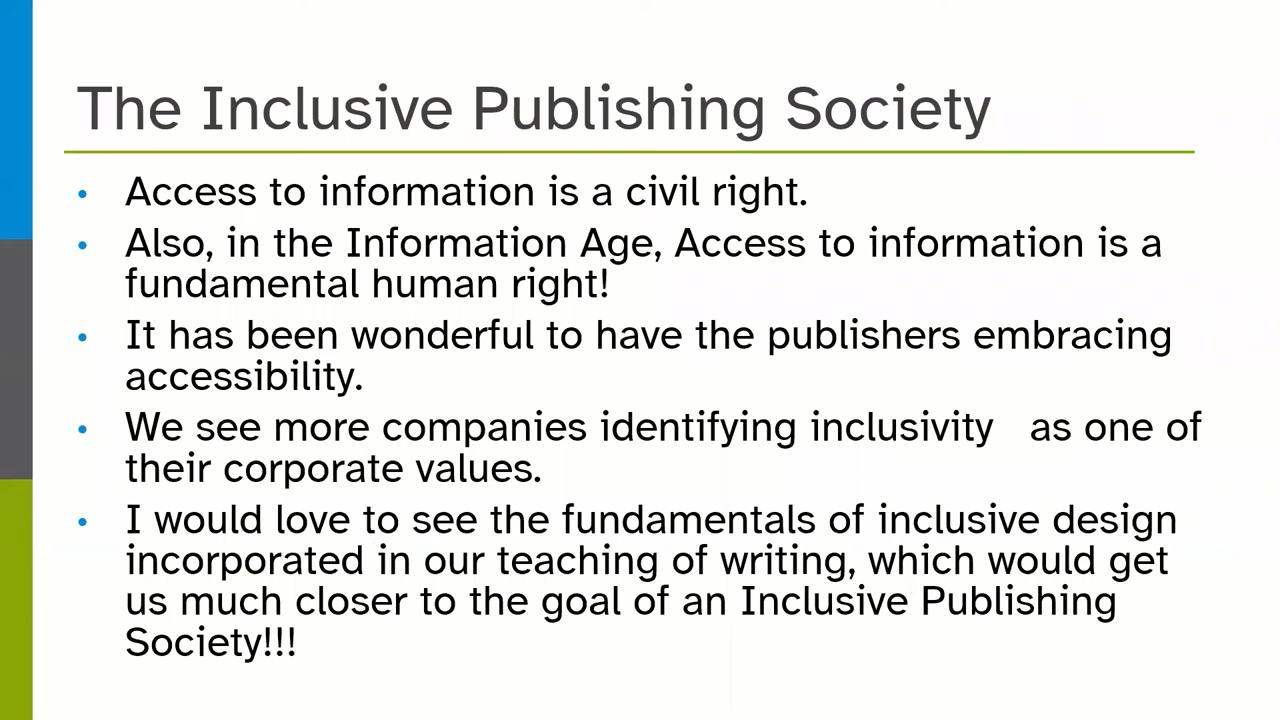 The Inclusive Publishing Society
• Access to information is a civil right.
• Also, in the Information Age, Access to information is a
fundamental human right!
• It has been wonderful to have the publishers embracing
accessibility.
• We see more companies identifying inclusivity   as one of
their corporate values.
• I would love to see the fundamentals of inclusive design
incorporated in our teaching of writing, which would get
us much closer to the goal of an Inclusive Publishing
Society!!!